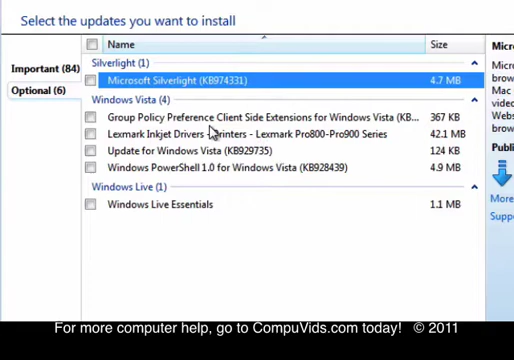 Select the updates you want to install
Name Size
Important (84)
Optional (6)
Silverlight (1)
Microsoft Silverlight (KB974331) 4.7 MB
Windows Vista (4)
Group Policy Preference Client Side Extensions for Windows Vista (KB... 367 KB
Lexmark Inkjet Drivers - Printers - Lexmark Pro800-Pro900 Series 42.1 MB
Update for Windows Vista (KB929735) 124 KB
Windows PowerShell 1.0 for Windows Vista (KB928439) 4.9 MB
Windows Live (1)
Windows Live Essentials 1.1 MB
More
For more computer help, go to CompuVids.com today! © 2011